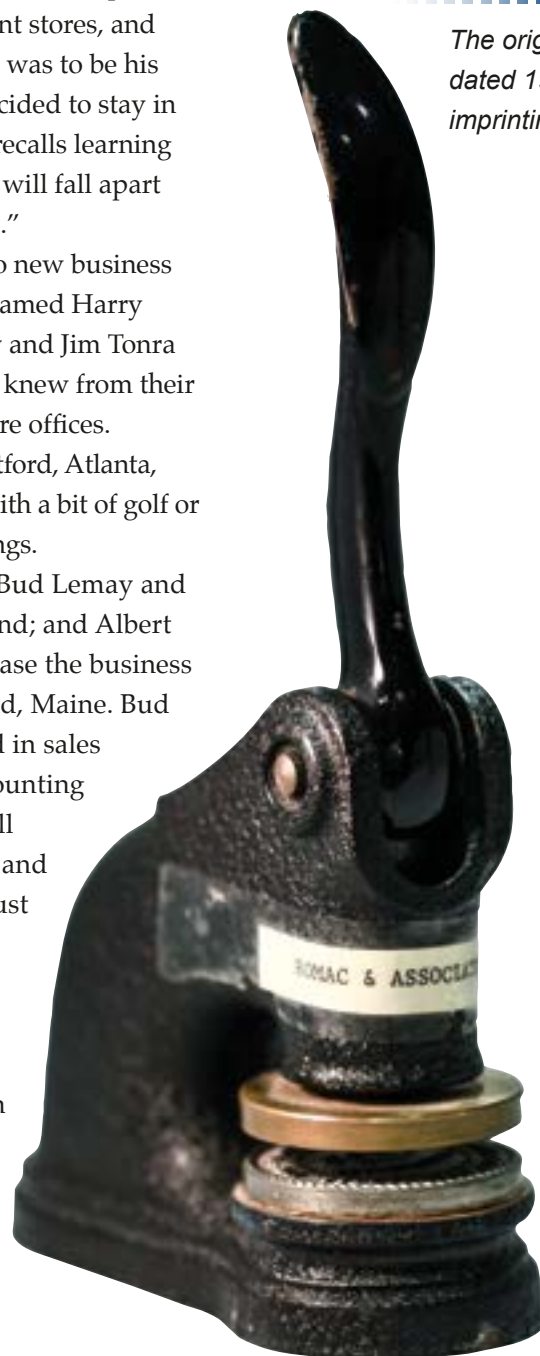 nt stores, and
was to be his
cided to stay in
recalls learning
will fall apart
.”
o new business
amed Harry
y and Jim Tonra
knew from their
re offices.
tford, Atlanta,
ith a bit of golf or
ngs.
Bud Lemay and
nd; and Albert
ase the business
d, Maine. Bud
d in sales
ounting
ll
and
ust
n
The orig
dated 1
imprintin
ROMAC & ASSOCIAT